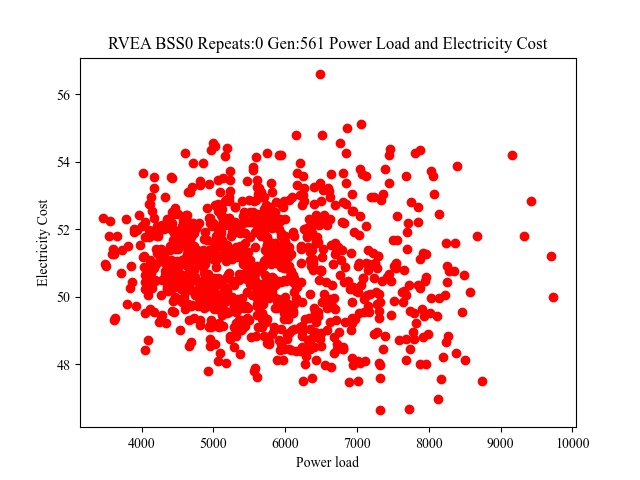 RVEA BSS0 Repeats:0 Gen:561 Power Load and Electricity Cost
56
54
52
50
48
Electricity Cost
4000 5000 6000 7000 8000 9000 10000
Power load